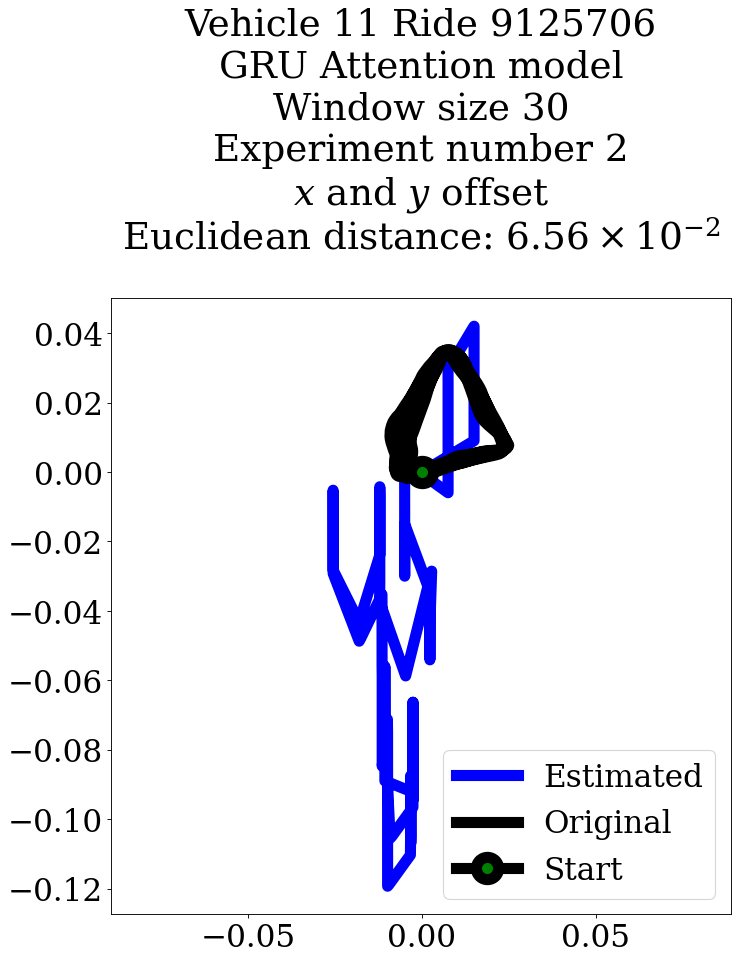 Vehicle 11 Ride 9125706
GRU Attention model
Window size 30
Experiment number 2
x and y offset
Euclidean distance: 6.56 × 10⁻²
0.04
0.02
0.00
−0.02
−0.04
−0.06
−0.08
−0.10
−0.12
Estimated
Original
Start
−0.05 0.00 0.05